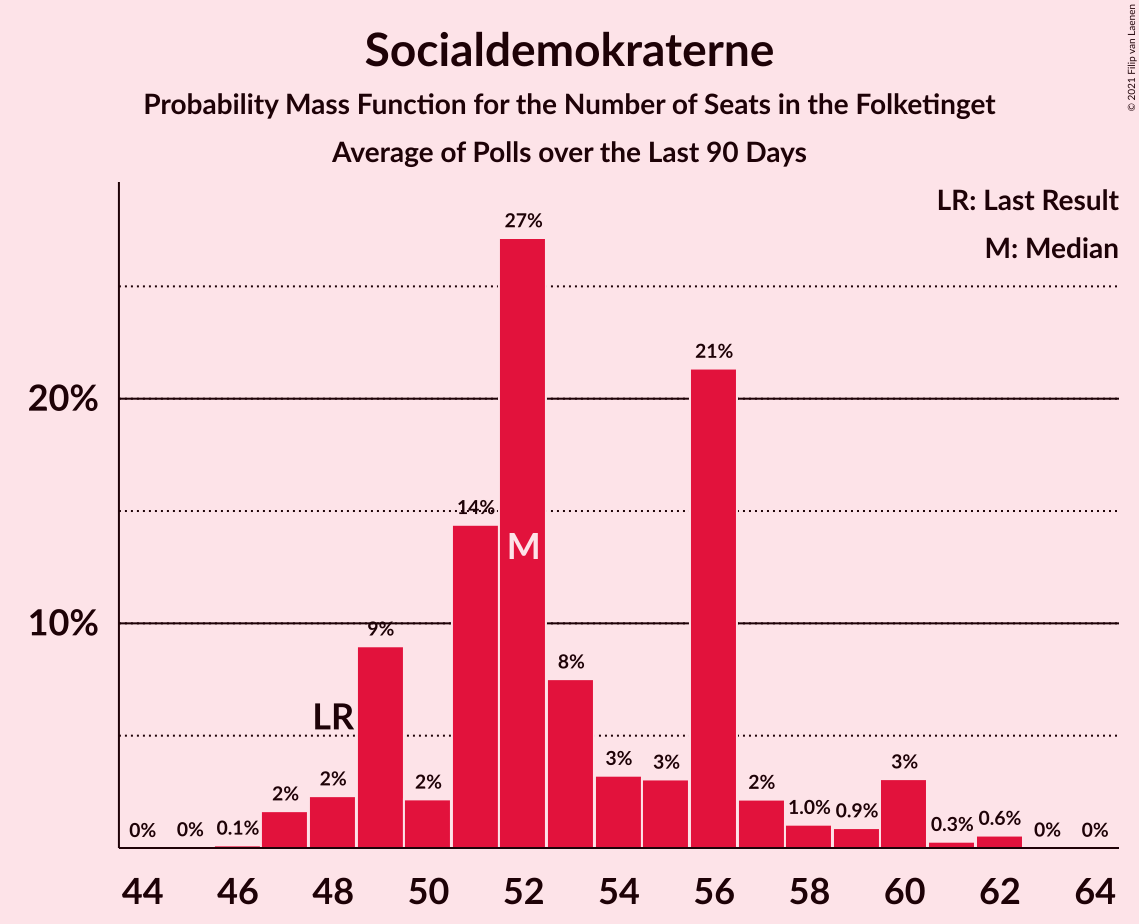 Socialdemokraterne
Probability Mass Function for the Number of Seats in the Folketinget
Average of Polls over the Last 90 Days
© 2021 Filip van Laenen
LR: Last Result
M: Median
20%
10%
0%
0%
0.1%
2%
2%
9%
2%
14%
27%
8%
3%
3%
21%
2%
1.0%
0.9%
3%
0.3%
0.6%
0%
0%
LR
M
44 46 48 50 52 54 56 58 60 62 64